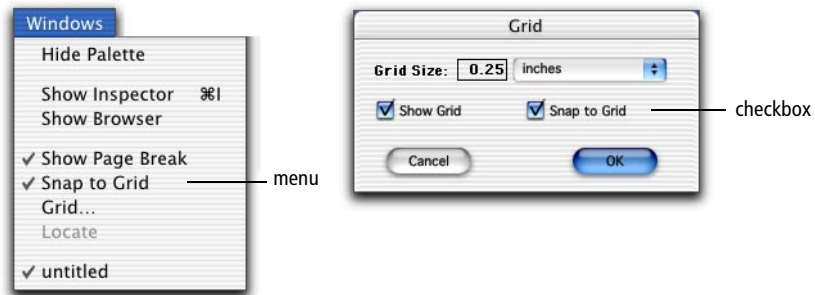 Windows
Hide Palette
Show Inspector ⌘I
Show Browser
✓ Show Page Break
✓ Snap to Grid
Grid...
Locate
✓ untitled
menu
Grid
Grid Size: 0.25 inches
Show Grid
Snap to Grid
checkbox
Cancel
OK